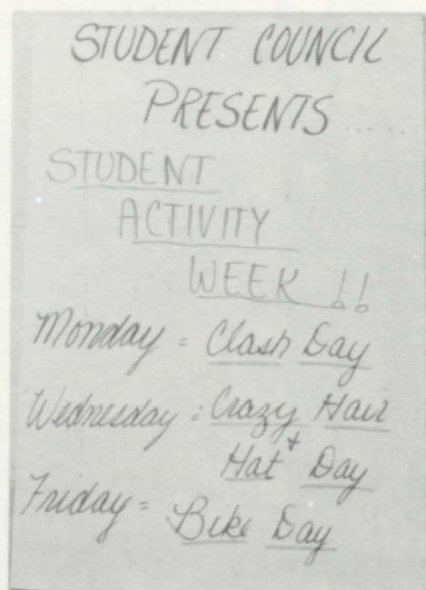 STUDENT COUNCIL
PRESENTS.....
STUDENT
ACTIVITY
WEEK !!
Monday = Clash Day
Wednesday = Crazy Hair
+
Hat Day
Friday = Bike Day